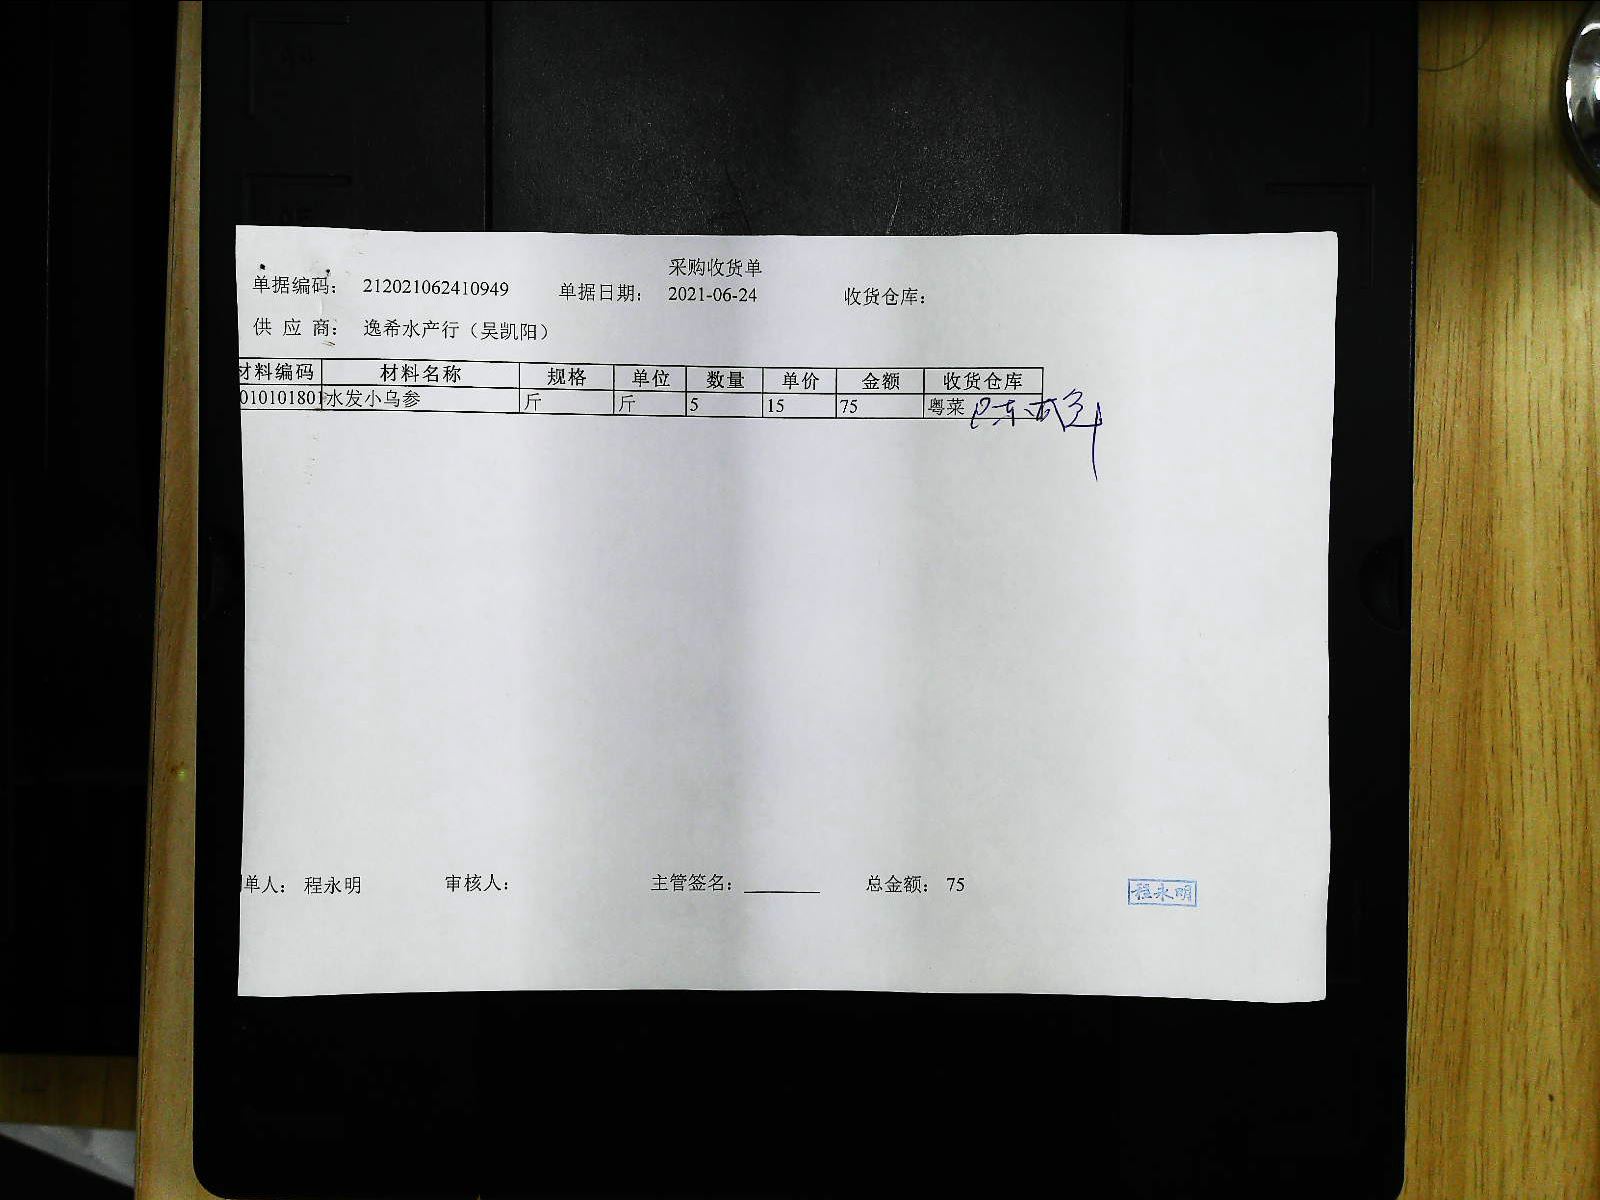 采购收货单
单据编码： 212021062410949 单据日期： 2021-06-24 收货仓库：
供 应 商： 逸希水产行（吴凯阳）
材料编码 材料名称 规格 单位 数量 单价 金额 收货仓库
010101801 水发小乌参 斤 斤 5 15 75 粤菜
单人： 程永明 审核人： 主管签名： 总金额： 75
程永明